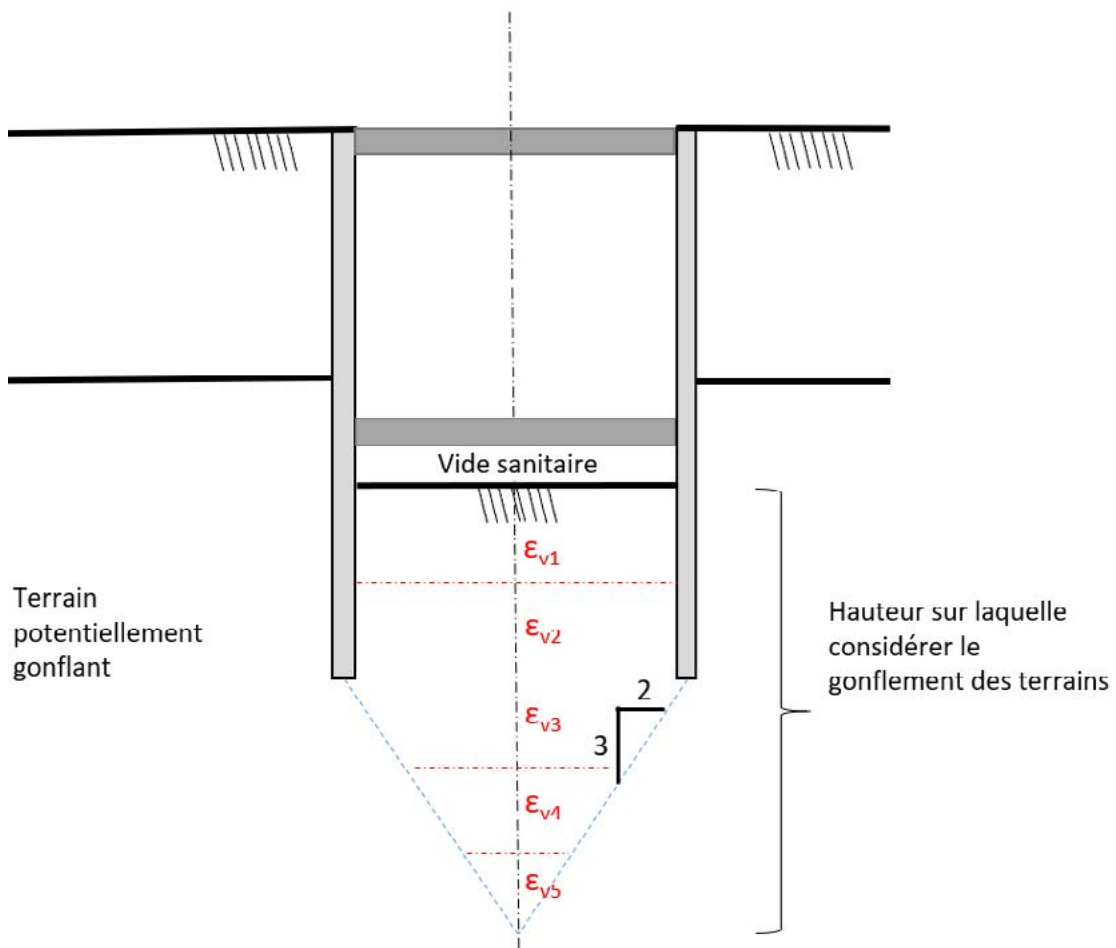 Vide sanitaire
εv1
Terrain
potentiellement
gonflant
εv2
Hauteur sur laquelle
considérer le
gonflement des terrains
2
3
εv3
εv4
εv5